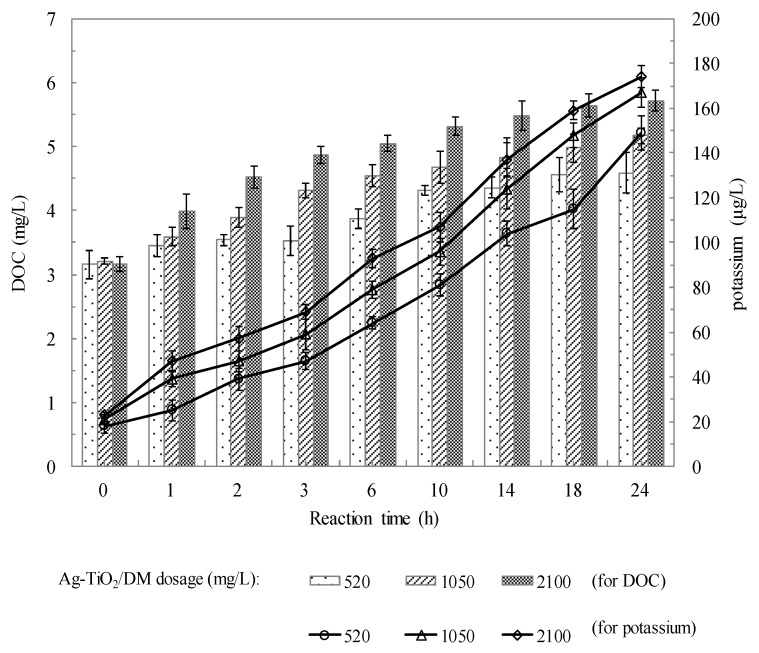 7 200
180
6
160
5 140
120
4
100
3
80
2 60
40
1
20
0 0
DOC (mg/L)
potassium (µg/L)
0 1 2 3 6 10 14 18 24
Reaction time (h)
Ag-TiO₂/DM dosage (mg/L): 520 1050 2100 (for DOC)
520 1050 2100 (for potassium)